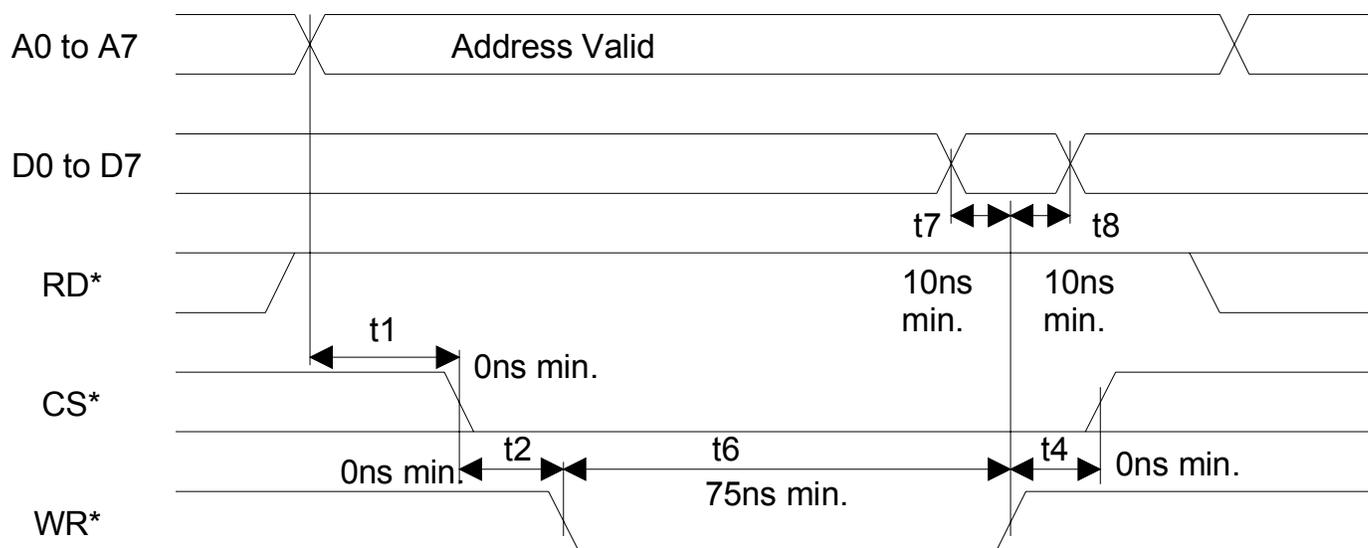 A0 to A7
Address Valid
D0 to D7
t7
t8
RD*
10ns
min.
10ns
min.
t1
0ns min.
CS*
t2
t6
t4
0ns min.
75ns min.
0ns min.
WR*